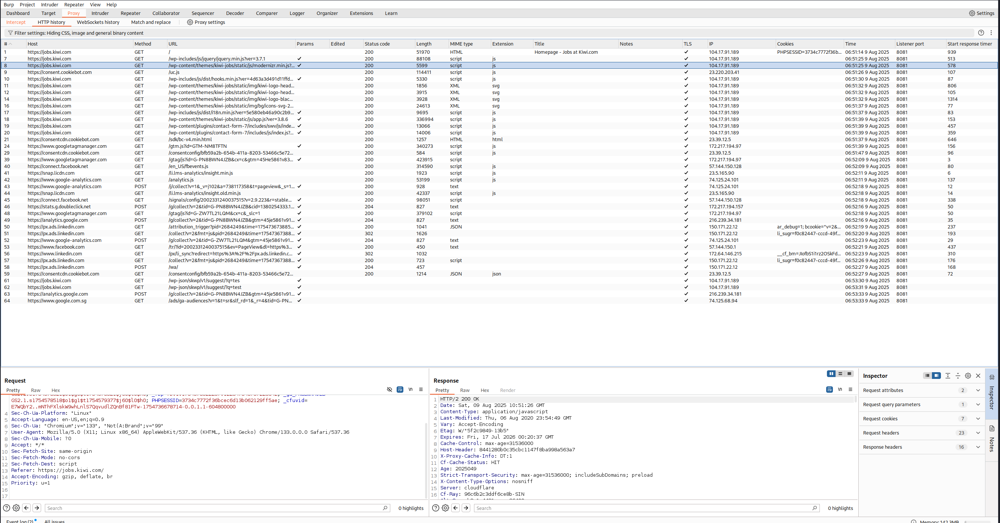 Burp Project Intruder Repeater View Help
Dashboard Target Proxy Intruder Repeater Collaborator Sequencer Decoder Comparer Logger Organizer Extensions Learn Settings
Intercept HTTP history WebSockets history Match and replace Proxy settings
Filter settings: Hiding CSS, image and general binary content
# Host Method URL Params Edited Status code Length MIME type Extension Title Notes TLS IP Cookies Time Listener port Start response timer
1 https://jobs.kiwi.com GET / 200 51970 HTML Homepage - Jobs at Kiwi.com ✓ 104.17.91.189 PHPSESSID=3734c7772f36b... 06:51:14 9 Aug 2025 8081 939
7 https://jobs.kiwi.com GET /wp-includes/js/jquery/jquery.min.js?ver=3.7.1 ✓ 200 88108 script js ✓ 104.17.91.189 06:51:25 9 Aug 2025 8081 513
8 https://jobs.kiwi.com GET /wp-content/themes/kiwi-jobs/static/js/modernizr.min.js?... ✓ 200 5599 script js ✓ 104.17.91.189 06:51:25 9 Aug 2025 8081 578
9 https://consent.cookiebot.com GET /uc.js 200 114411 script js ✓ 23.220.203.41 06:51:26 9 Aug 2025 8081 107
10 https://jobs.kiwi.com GET /wp-includes/js/dist/hooks.min.js?ver=4d63a3d491d11ffd... ✓ 200 5330 script js ✓ 104.17.91.189 06:51:30 9 Aug 2025 8081 87
11 https://jobs.kiwi.com GET /wp-content/themes/kiwi-jobs/static/img/kiwi-logo-head... 200 1856 XML svg ✓ 104.17.91.189 06:51:32 9 Aug 2025 8081 806
12 https://jobs.kiwi.com GET /wp-content/themes/kiwi-jobs/static/img/kiwi-logo-head... 200 3915 XML svg ✓ 104.17.91.189 06:51:32 9 Aug 2025 8081 105
14 https://jobs.kiwi.com GET /wp-content/themes/kiwi-jobs/static/img/kiwi-logo-blac... 200 3928 XML svg ✓ 104.17.91.189 06:51:32 9 Aug 2025 8081 1314
16 https://jobs.kiwi.com GET /wp-content/themes/kiwi-jobs/static/img/bg/icons-svg-2... 200 24613 XML svg ✓ 104.17.91.189 06:51:37 9 Aug 2025 8081 77
17 https://jobs.kiwi.com GET /wp-includes/js/dist/i18n.min.js?ver=5e580eb46a90c2b9... ✓ 200 9695 script js ✓ 104.17.91.189 06:51:37 9 Aug 2025 8081 83
18 https://jobs.kiwi.com GET /wp-content/themes/kiwi-jobs/static/js/app.js?ver=3.8.6 ✓ 200 336994 script js ✓ 104.17.91.189 06:51:39 9 Aug 2025 8081 153
19 https://jobs.kiwi.com GET /wp-content/plugins/contact-form-7/includes/swv/js/inde... ✓ 200 13066 script js ✓ 104.17.91.189 06:51:39 9 Aug 2025 8081 457
20 https://jobs.kiwi.com GET /wp-content/plugins/contact-form-7/includes/js/index.js?... ✓ 200 14006 script js ✓ 104.17.91.189 06:51:39 9 Aug 2025 8081 359
21 https://consentcdn.cookiebot.com GET /sdk/bc-v4.min.html 200 1257 HTML html ✓ 23.39.12.5 06:51:37 9 Aug 2025 8081 646
24 https://www.googletagmanager.com GET /gtm.js?id=GTM-NM8TFTN ✓ 200 340273 script js ✓ 172.217.194.97 06:51:39 9 Aug 2025 8081 156
29 https://consentcdn.cookiebot.com GET /consentconfig/bfb59a2b-654b-411a-8203-53466c5e72... 200 584 script js ✓ 23.39.12.5 06:51:47 9 Aug 2025 8081 96
39 https://www.googletagmanager.com GET /gtag/js?id=G-PN8BWN4JZB&cx=c&gtm=45He5861v83... ✓ 200 423915 script ✓ 172.217.194.97 06:52:09 9 Aug 2025 8081 3
40 https://connect.facebook.net GET /en_US/fbevents.js 200 314590 script js ✓ 57.144.150.128 06:52:09 9 Aug 2025 8081 80
41 https://snap.licdn.com GET /li.lms-analytics/insight.min.js 200 1923 script js ✓ 23.5.165.90 06:52:11 9 Aug 2025 8081 6
42 https://www.google-analytics.com GET /analytics.js 200 53199 script js ✓ 74.125.24.101 06:52:11 9 Aug 2025 8081 137
43 https://www.google-analytics.com POST /j/collect?v=1&_v=j102&a=738117358&t=pageview&_s=1... ✓ 200 928 text ✓ 74.125.24.101 06:52:18 9 Aug 2025 8081 12
44 https://snap.licdn.com GET /li.lms-analytics/insight.old.min.js 200 42337 script js ✓ 23.5.165.90 06:52:18 9 Aug 2025 8081 14
45 https://connect.facebook.net GET /signals/config/2002331240037515?v=2.9.223&r=stable... ✓ 200 98051 script ✓ 57.144.150.128 06:52:18 9 Aug 2025 8081 338
46 https://stats.g.doubleclick.net POST /g/collect?v=2&tid=G-PN8BWN4JZB&cid=1380254333.1... ✓ 204 827 text ✓ 172.217.194.157 06:52:16 9 Aug 2025 8081 50
48 https://www.googletagmanager.com GET /gtag/js?id=G-ZW7TL21LQM&cx=c&_slc=1 ✓ 200 379102 script ✓ 172.217.194.97 06:52:18 9 Aug 2025 8081 50
49 https://analytics.google.com POST /g/collect?v=2&tid=G-PN8BWN4JZB&gtm=45je5861v91... ✓ 204 827 text ✓ 216.239.34.181 06:52:16 9 Aug 2025 8081 35
50 https://px.ads.linkedin.com GET /attribution_trigger?pid=2684249&time=175473673885... ✓ 200 1041 JSON ✓ 150.171.22.12 ar_debug=1; bcookie="v=2&... 06:52:19 9 Aug 2025 8081 237
51 https://px.ads.linkedin.com GET /collect?v=2&fmt=js&pid=2684249&time=17547367388... ✓ 302 1626 ✓ 150.171.22.12 li_sugr=f0c82447-cccd-49f... 06:52:20 9 Aug 2025 8081 193
52 https://www.google-analytics.com POST /g/collect?v=2&tid=G-ZW7TL21LQM&gtm=45je5861v91... ✓ 204 827 text ✓ 74.125.24.101 06:52:23 9 Aug 2025 8081 29
53 https://www.facebook.com GET /tr/?id=2002331240037515&ev=PageView&dl=https%3... ✓ 200 450 text ✓ 57.144.150.1 06:52:21 9 Aug 2025 8081 437
56 https://www.linkedin.com GET /px/li_sync?redirect=https%3A%2F%2Fpx.ads.linkedin.c... ✓ 302 1032 ✓ 172.64.146.215 __cf_bm=JIofbS1i1rz2OSkFd... 06:52:23 9 Aug 2025 8081 310
57 https://px.ads.linkedin.com GET /collect?v=2&fmt=js&pid=2684249&time=17547367388... ✓ 200 723 script ✓ 150.171.22.12 li_sugr=f0c82447-cccd-49f... 06:52:26 9 Aug 2025 8081 176
58 https://px.ads.linkedin.com POST /wa/ ✓ 204 457 ✓ 150.171.22.12 06:52:27 9 Aug 2025 8081 168
59 https://consentcdn.cookiebot.com GET /consentconfig/bfb59a2b-654b-411a-8203-53466c5e72... 200 1214 JSON json ✓ 23.39.12.5 06:52:27 9 Aug 2025 8081 72
61 https://jobs.kiwi.com GET /wp-json/skwp/v1/suggest/?q=tes ✓ ✓ 104.17.91.189 06:53:30 9 Aug 2025 8081
62 https://jobs.kiwi.com GET /wp-json/skwp/v1/suggest/?q=test ✓ ✓ 104.17.91.189 06:53:31 9 Aug 2025 8081
63 https://analytics.google.com POST /g/collect?v=2&tid=G-PN8BWN4JZB&gtm=45je5861v91... ✓ ✓ 216.239.34.181 06:53:33 9 Aug 2025 8081
64 https://www.google.com.sg GET /ads/ga-audiences?v=1&t=sr&slf_rd=1&_r=4&tid=G-PN... ✓ ✓ 74.125.68.94 06:53:33 9 Aug 2025 8081
Request
Pretty Raw Hex \n
GS2.1.s1754578518$o1$g1$t1754579377$j60$l0$h0; PHPSESSID=3734c7772f36bcec6d13b062129ff5ae; _cfuvid=
E7WQbY2..mNThFXlskW9whLnlS7QqvudlZQnBf81FTw-1754736678714-0.0.1.1-604800000
4 Sec-Ch-Ua-Platform: "Linux"
5 Accept-Language: en-US,en;q=0.9
6 Sec-Ch-Ua: "Chromium";v="133", "Not(A:Brand";v="99"
7 User-Agent: Mozilla/5.0 (X11; Linux x86_64) AppleWebKit/537.36 (KHTML, like Gecko) Chrome/133.0.0.0 Safari/537.36
8 Sec-Ch-Ua-Mobile: ?0
9 Accept: */*
10 Sec-Fetch-Site: same-origin
11 Sec-Fetch-Mode: no-cors
12 Sec-Fetch-Dest: script
13 Referer: https://jobs.kiwi.com/
14 Accept-Encoding: gzip, deflate, br
15 Priority: u=1
16
17
Search 0 highlights
Response
Pretty Raw Hex Render \n
1 HTTP/2 200 OK
2 Date: Sat, 09 Aug 2025 10:51:26 GMT
3 Content-Type: application/javascript
4 Last-Modified: Thu, 06 Aug 2020 23:54:49 GMT
5 Vary: Accept-Encoding
6 Etag: W/"5f2c9849-13b5"
7 Expires: Fri, 17 Jul 2026 00:20:37 GMT
8 Cache-Control: max-age=31536000
9 Host-Header: 8441280b0c35cbc1147f8ba998a563a7
10 X-Proxy-Cache-Info: DT:1
11 Cf-Cache-Status: HIT
12 Age: 2025049
13 Strict-Transport-Security: max-age=31536000; includeSubDomains; preload
14 X-Content-Type-Options: nosniff
15 Server: cloudflare
16 Cf-Ray: 96c6b2c3ddf6ce8b-SIN
Search 0 highlights
Inspector
Request attributes 2
Request query parameters 1
Request cookies 7
Request headers 23
Response headers 16
Inspector
Notes
Event log (2) All issues Memory: 142.3MB